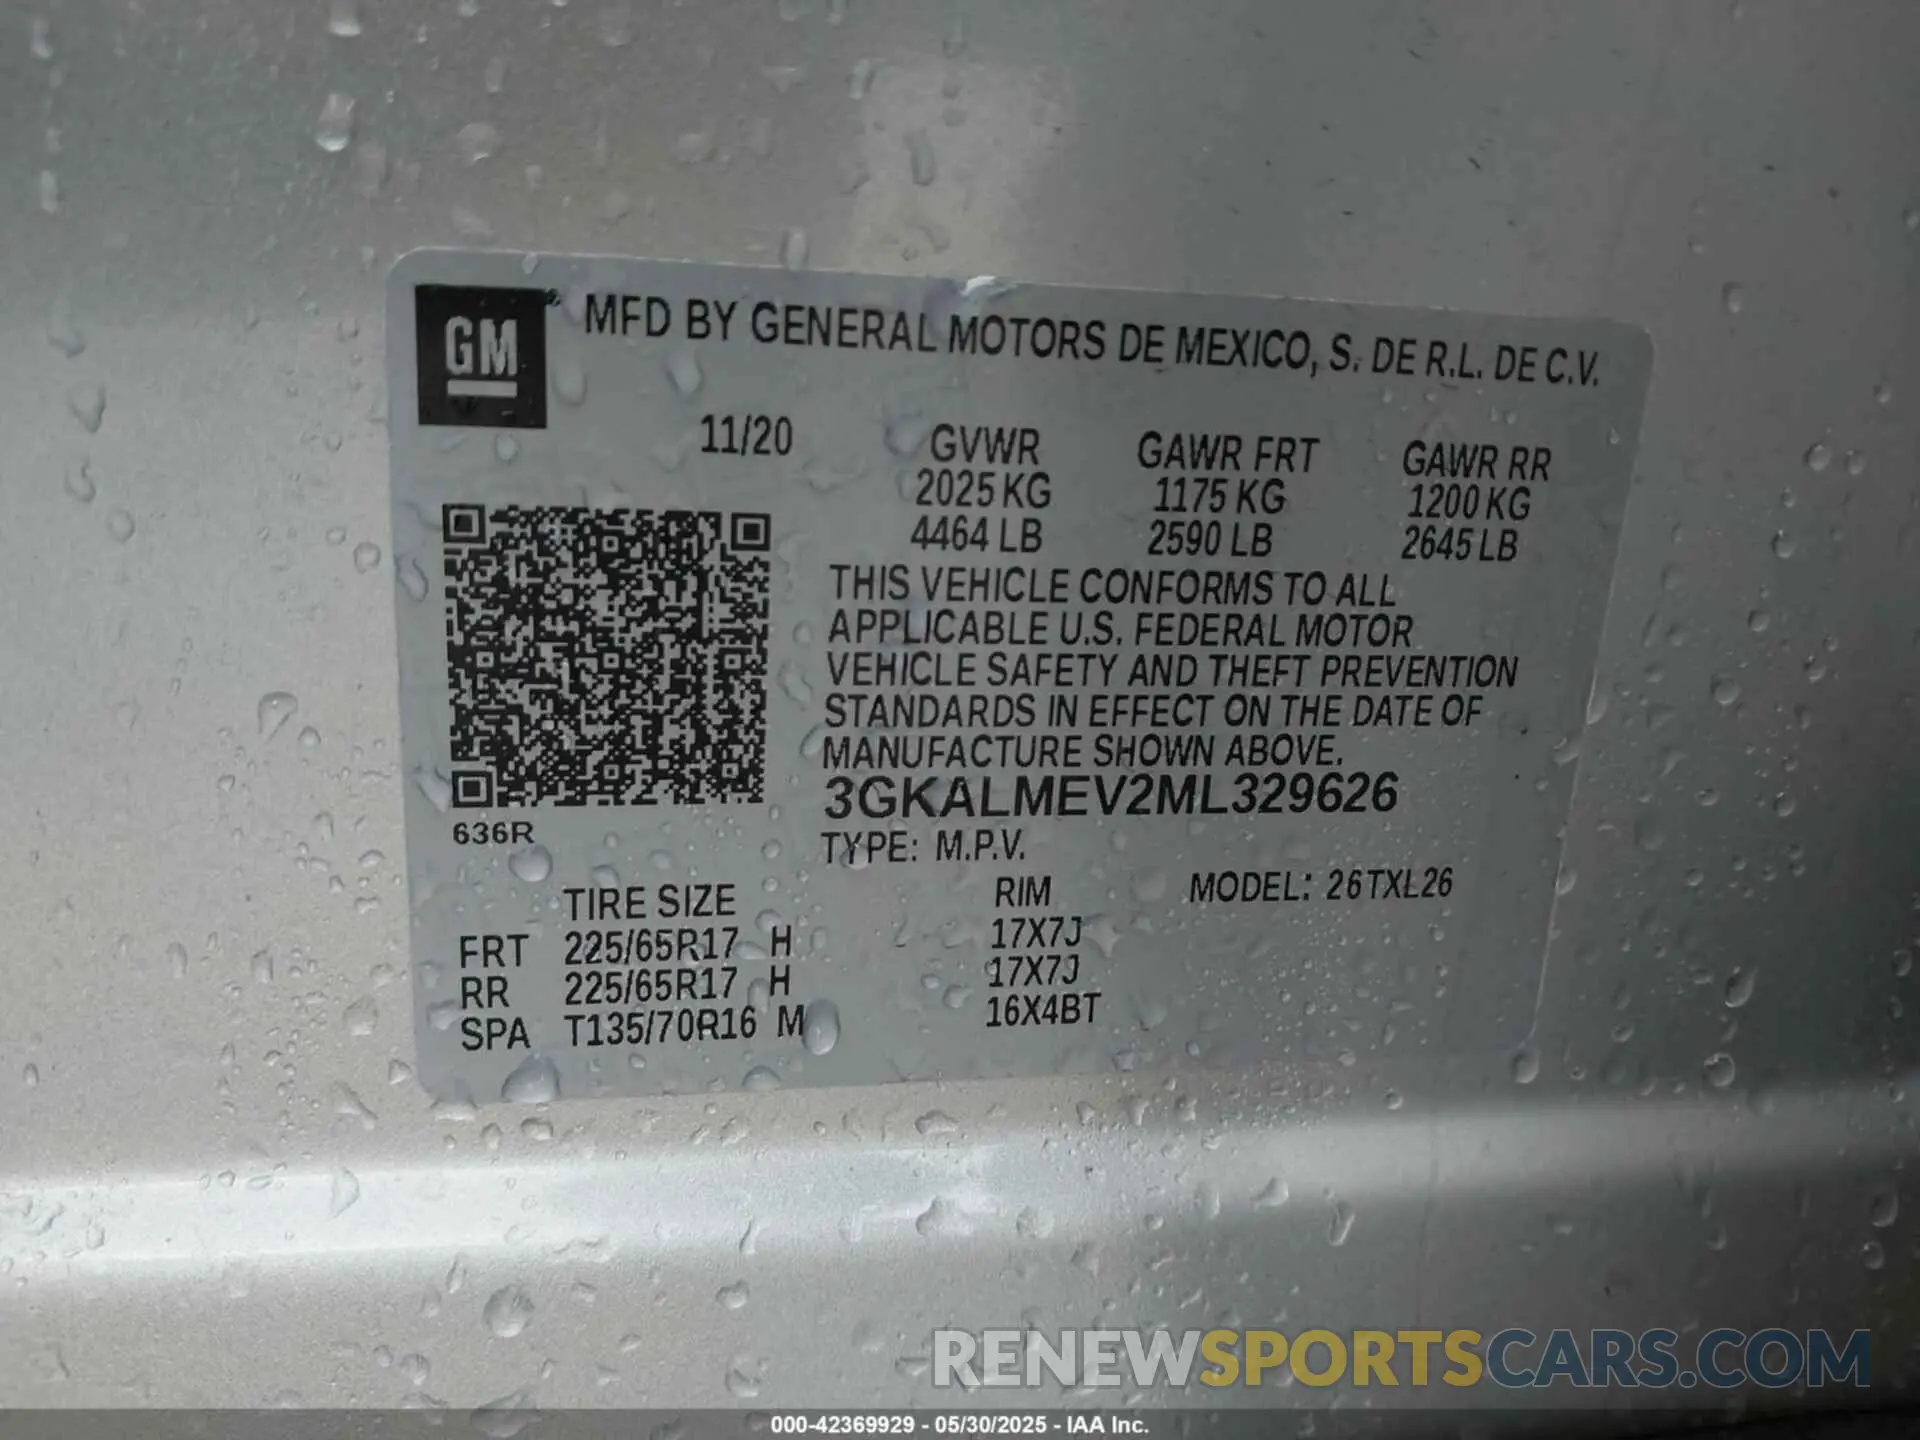 GM® MFD BY GENERAL MOTORS DE MEXICO, S. DE R.L. DE C.V.
11/20 GVWR GAWR FRT GAWR RR
2025 KG 1175 KG 1200 KG
4464 LB 2590 LB 2645 LB
THIS VEHICLE CONFORMS TO ALL
APPLICABLE U.S. FEDERAL MOTOR
VEHICLE SAFETY AND THEFT PREVENTION
STANDARDS IN EFFECT ON THE DATE OF
MANUFACTURE SHOWN ABOVE.
3GKALMEV2ML329626
636R
TYPE: M.P.V.
TIRE SIZE RIM MODEL: 26TXL26
FRT 225/65R17 H 17X7J
RR 225/65R17 H 17X7J
SPA T135/70R16 M 16X4BT
RENEWSPORTSCARS.COM
000-42369929 - 05/30/2025 - IAA Inc.